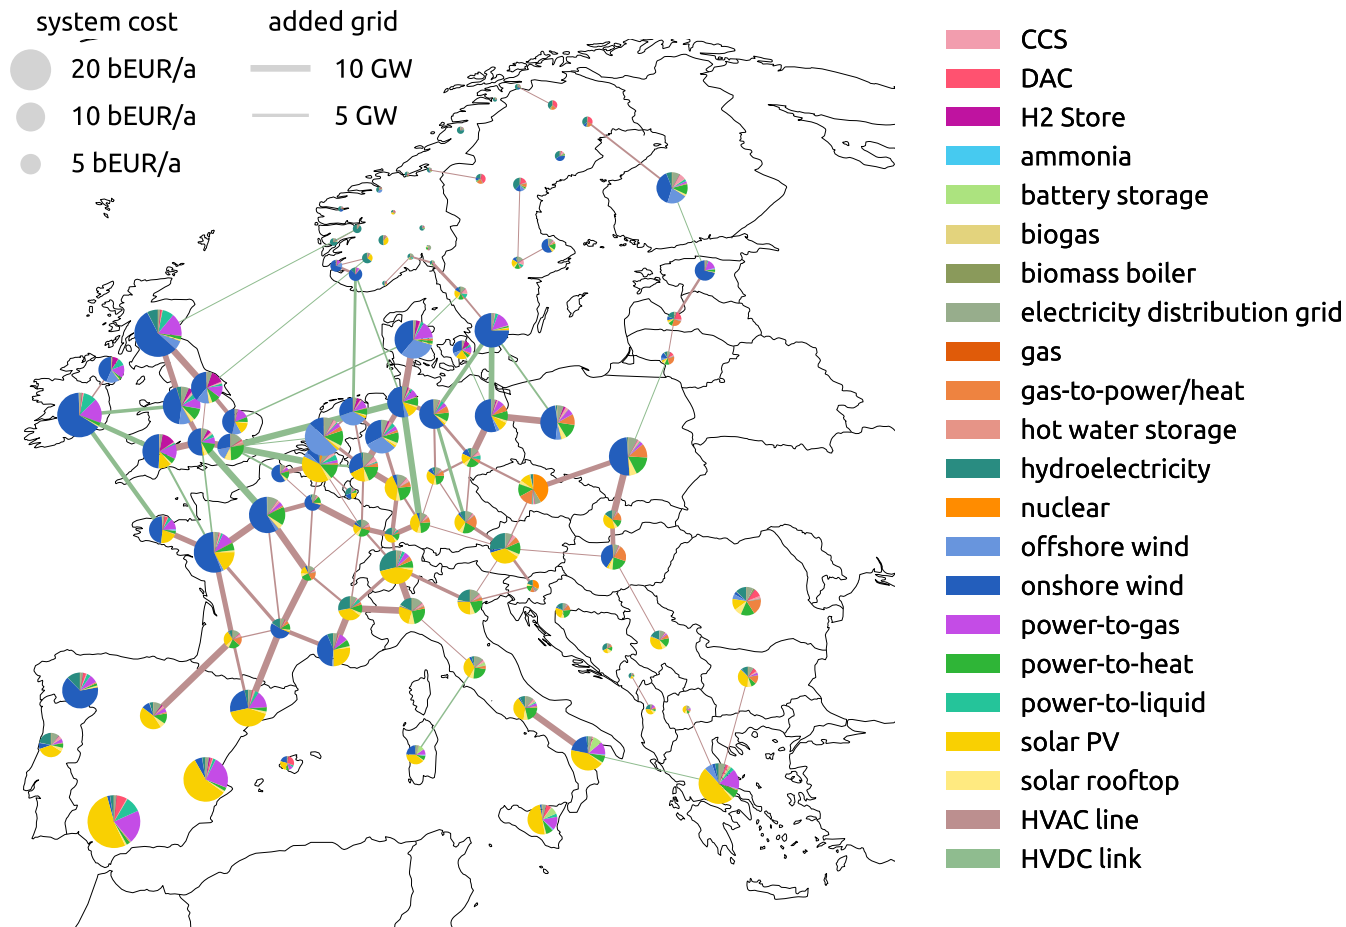 system cost
20 bEUR/a
10 bEUR/a
5 bEUR/a
added grid
10 GW
5 GW
CCS
DAC
H2 Store
ammonia
battery storage
biogas
biomass boiler
electricity distribution grid
gas
gas-to-power/heat
hot water storage
hydroelectricity
nuclear
offshore wind
onshore wind
power-to-gas
power-to-heat
power-to-liquid
solar PV
solar rooftop
HVAC line
HVDC link